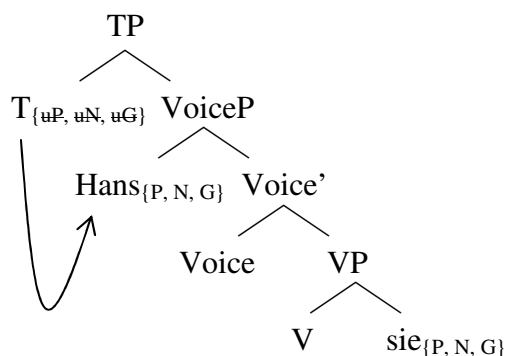 TP
T{uP, uN, uG} VoiceP
Hans{P, N, G} Voice’
Voice VP
V sie{P, N, G}